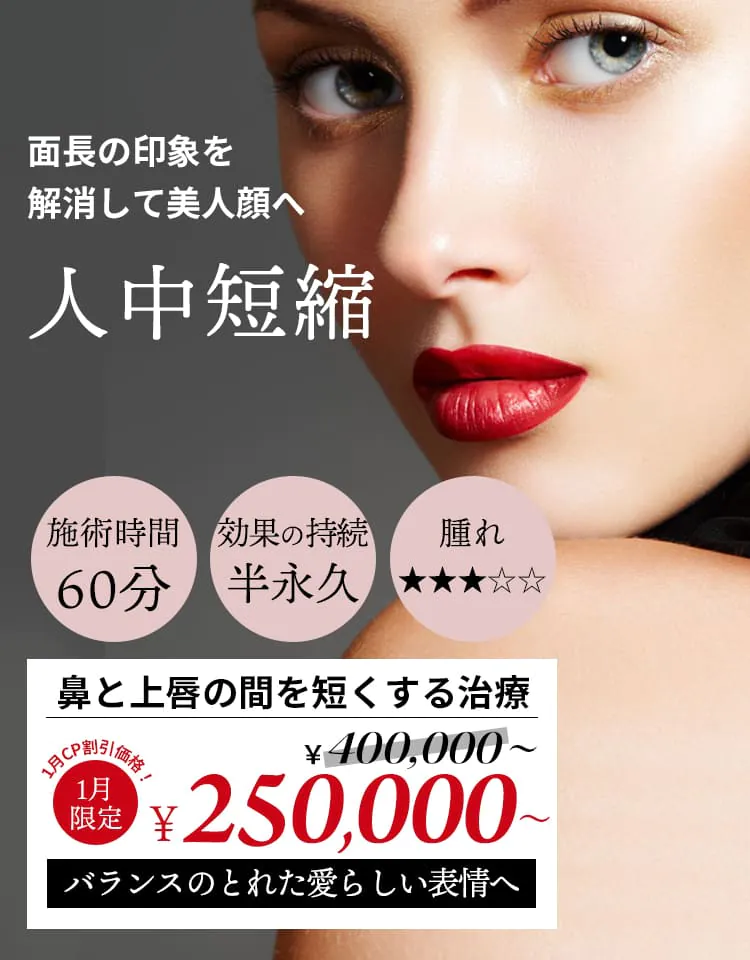 面長の印象を
解消して美人顔へ
人中短縮
施術時間
60分
効果の持続
半永久
腫れ
★★★☆☆
鼻と上唇の間を短くする治療
¥400,000~
1月CP割引価格!
1月
限定
¥250,000~
バランスのとれた愛らしい表情へ